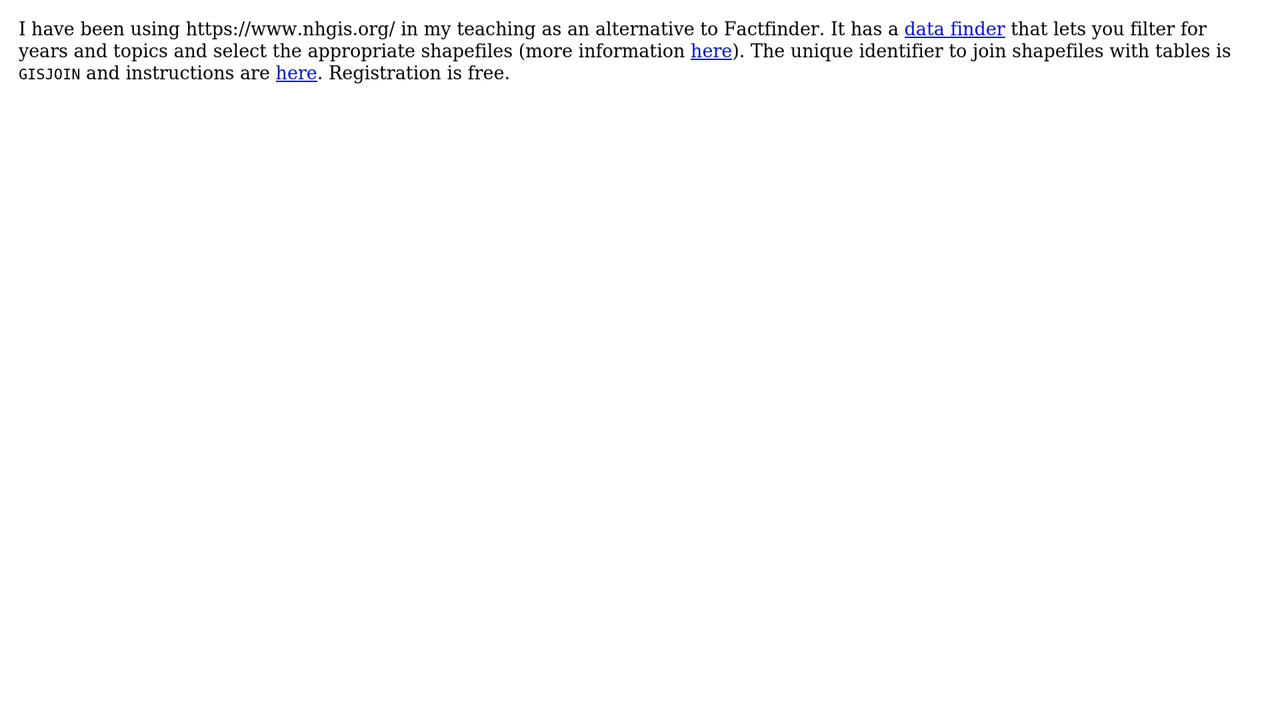 I have been using https://www.nhgis.org/ in my teaching as an alternative to Factfinder. It has a data finder that lets you filter for
years and topics and select the appropriate shapefiles (more information here). The unique identifier to join shapefiles with tables is
GISJOIN and instructions are here. Registration is free.